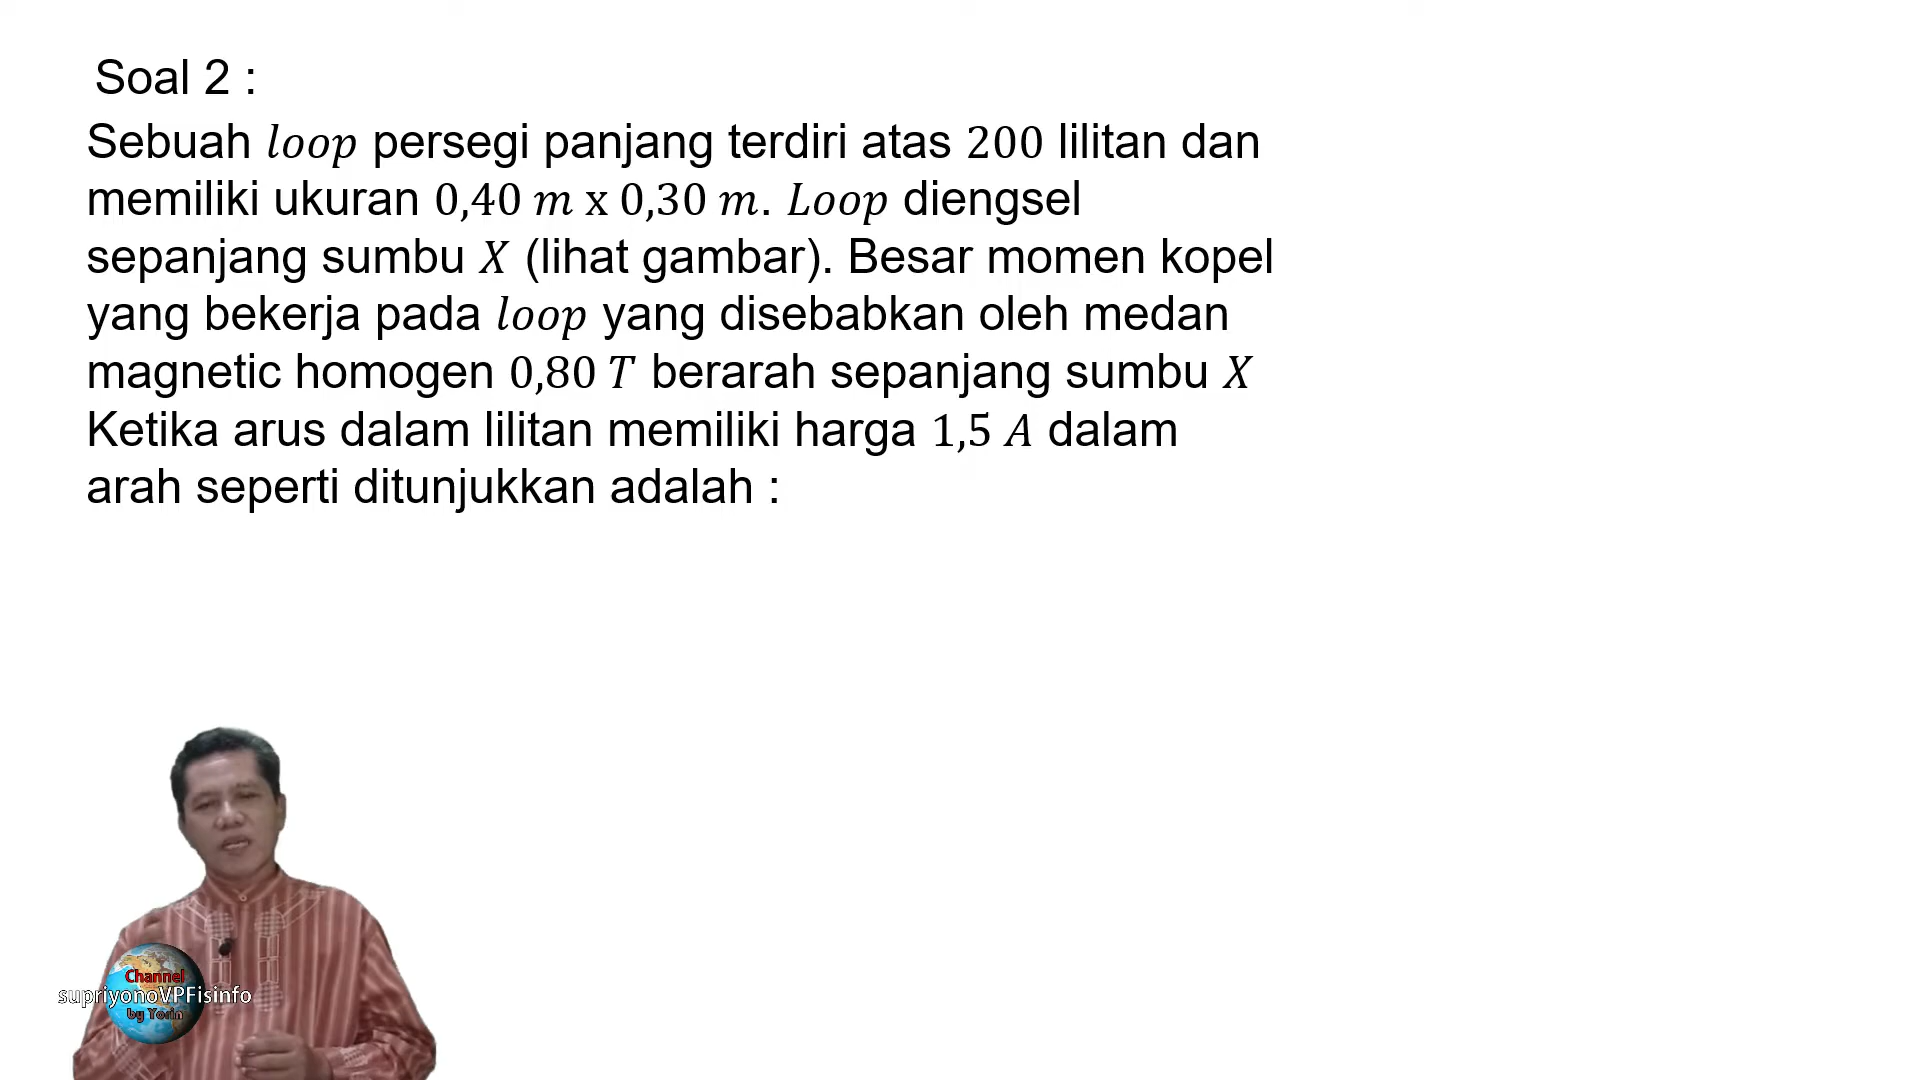 Soal 2 :
Sebuah loop persegi panjang terdiri atas 200 lilitan dan
memiliki ukuran 0,40 m x 0,30 m. Loop diengsel
sepanjang sumbu X (lihat gambar). Besar momen kopel
yang bekerja pada loop yang disebabkan oleh medan
magnetic homogen 0,80 T berarah sepanjang sumbu X
Ketika arus dalam lilitan memiliki harga 1,5 A dalam
arah seperti ditunjukkan adalah :
Channel
supriyonoVPFisinfo
by Yorin